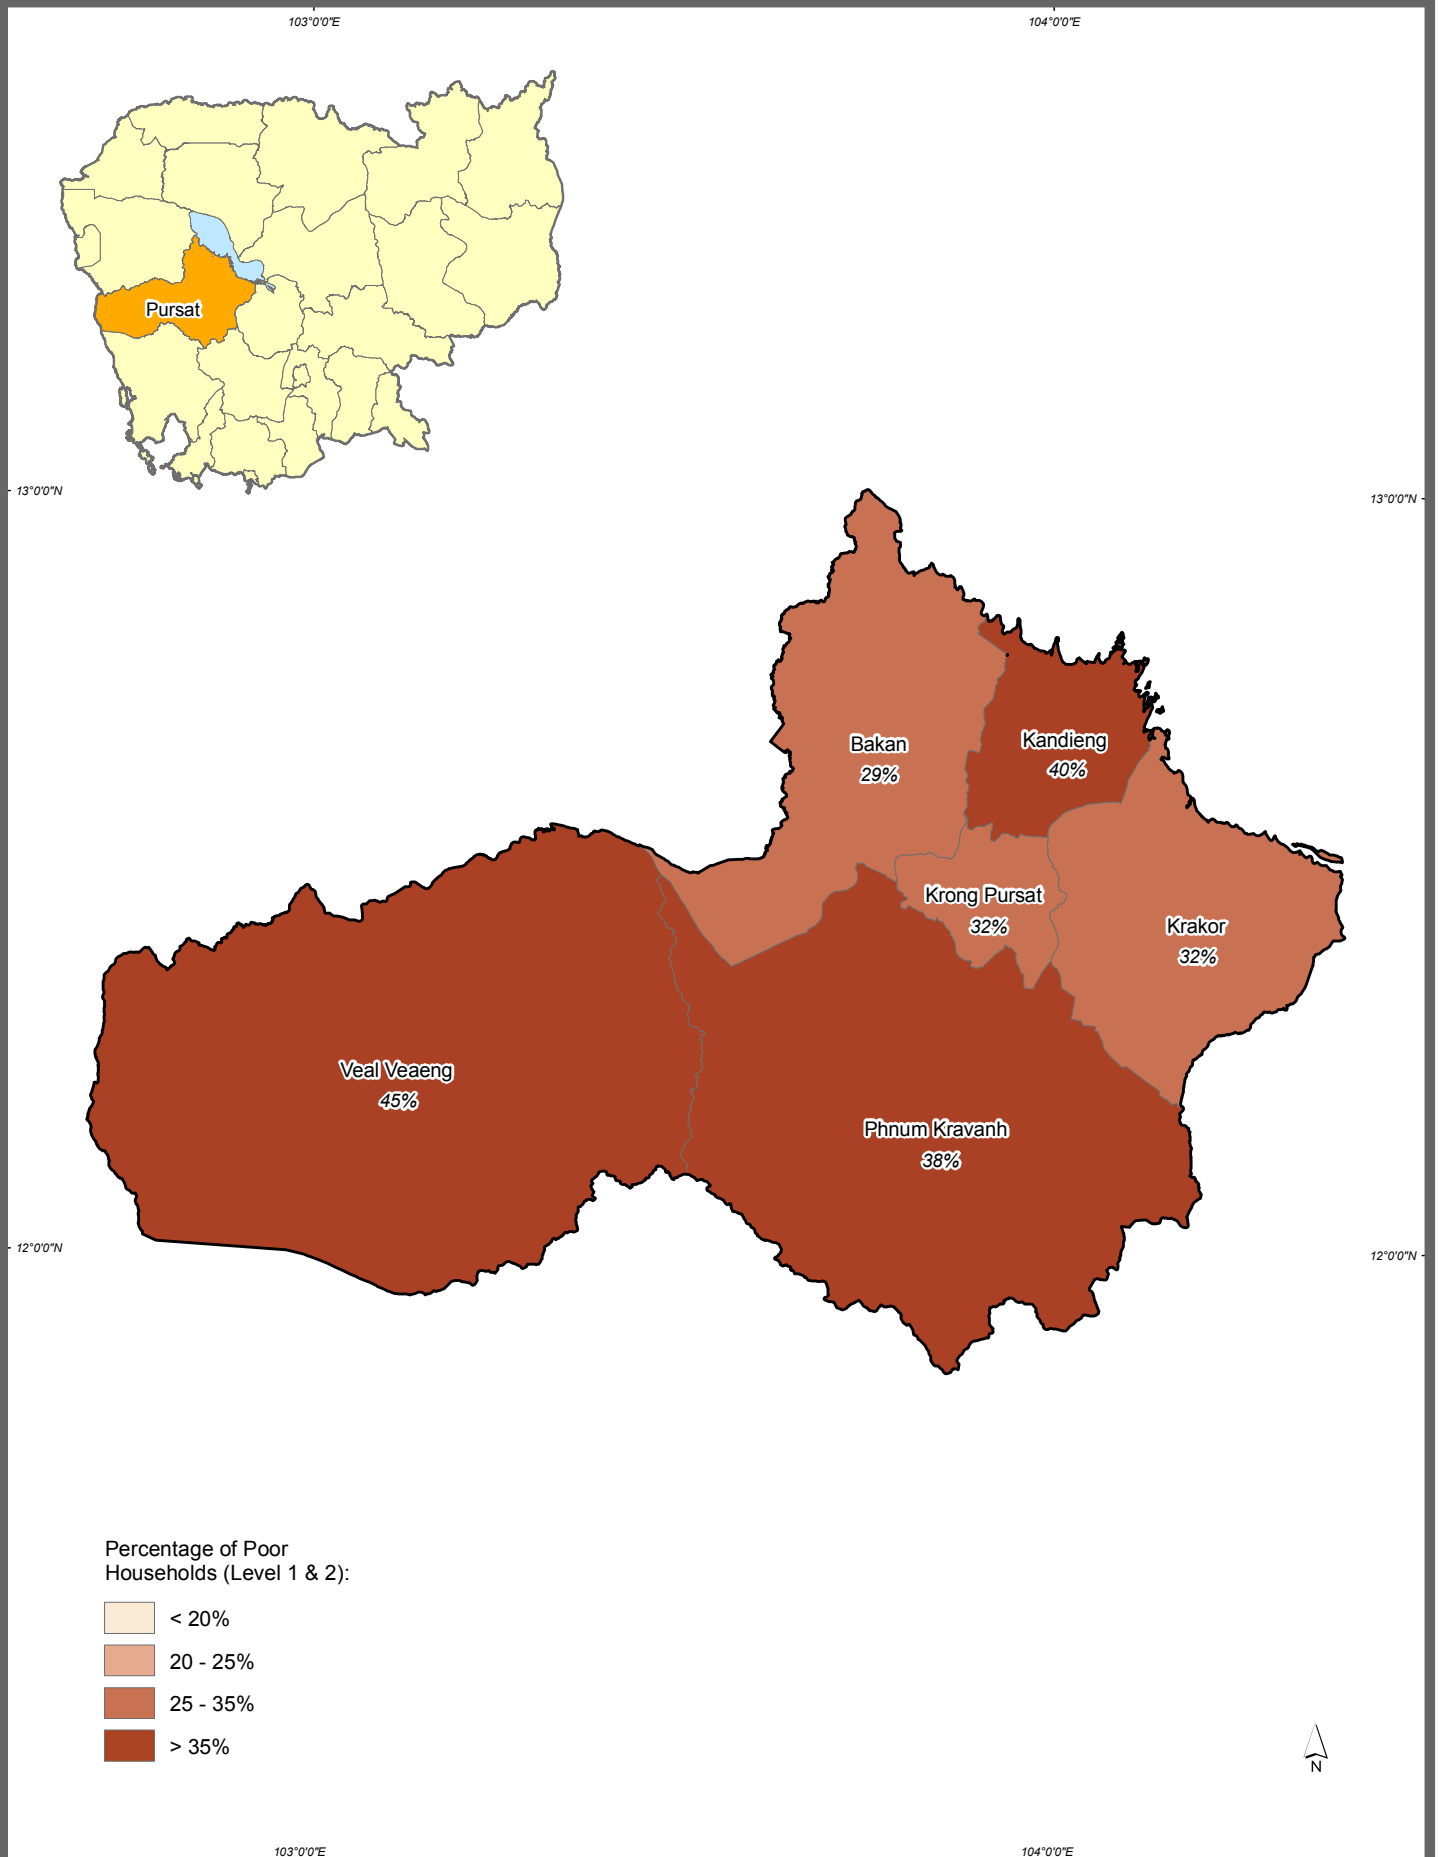 103°0'0"E
104°0'0"E
Pursat
13°0'0"N
13°0'0"N
Bakan
29%
Kandieng
40%
Krong Pursat
32%
Krakor
32%
Veal Veaeng
45%
Phnum Kravanh
38%
12°0'0"N
12°0'0"N
Percentage of Poor
Households (Level 1 & 2):
< 20%
20 - 25%
25 - 35%
> 35%
N
103°0'0"E
104°0'0"E